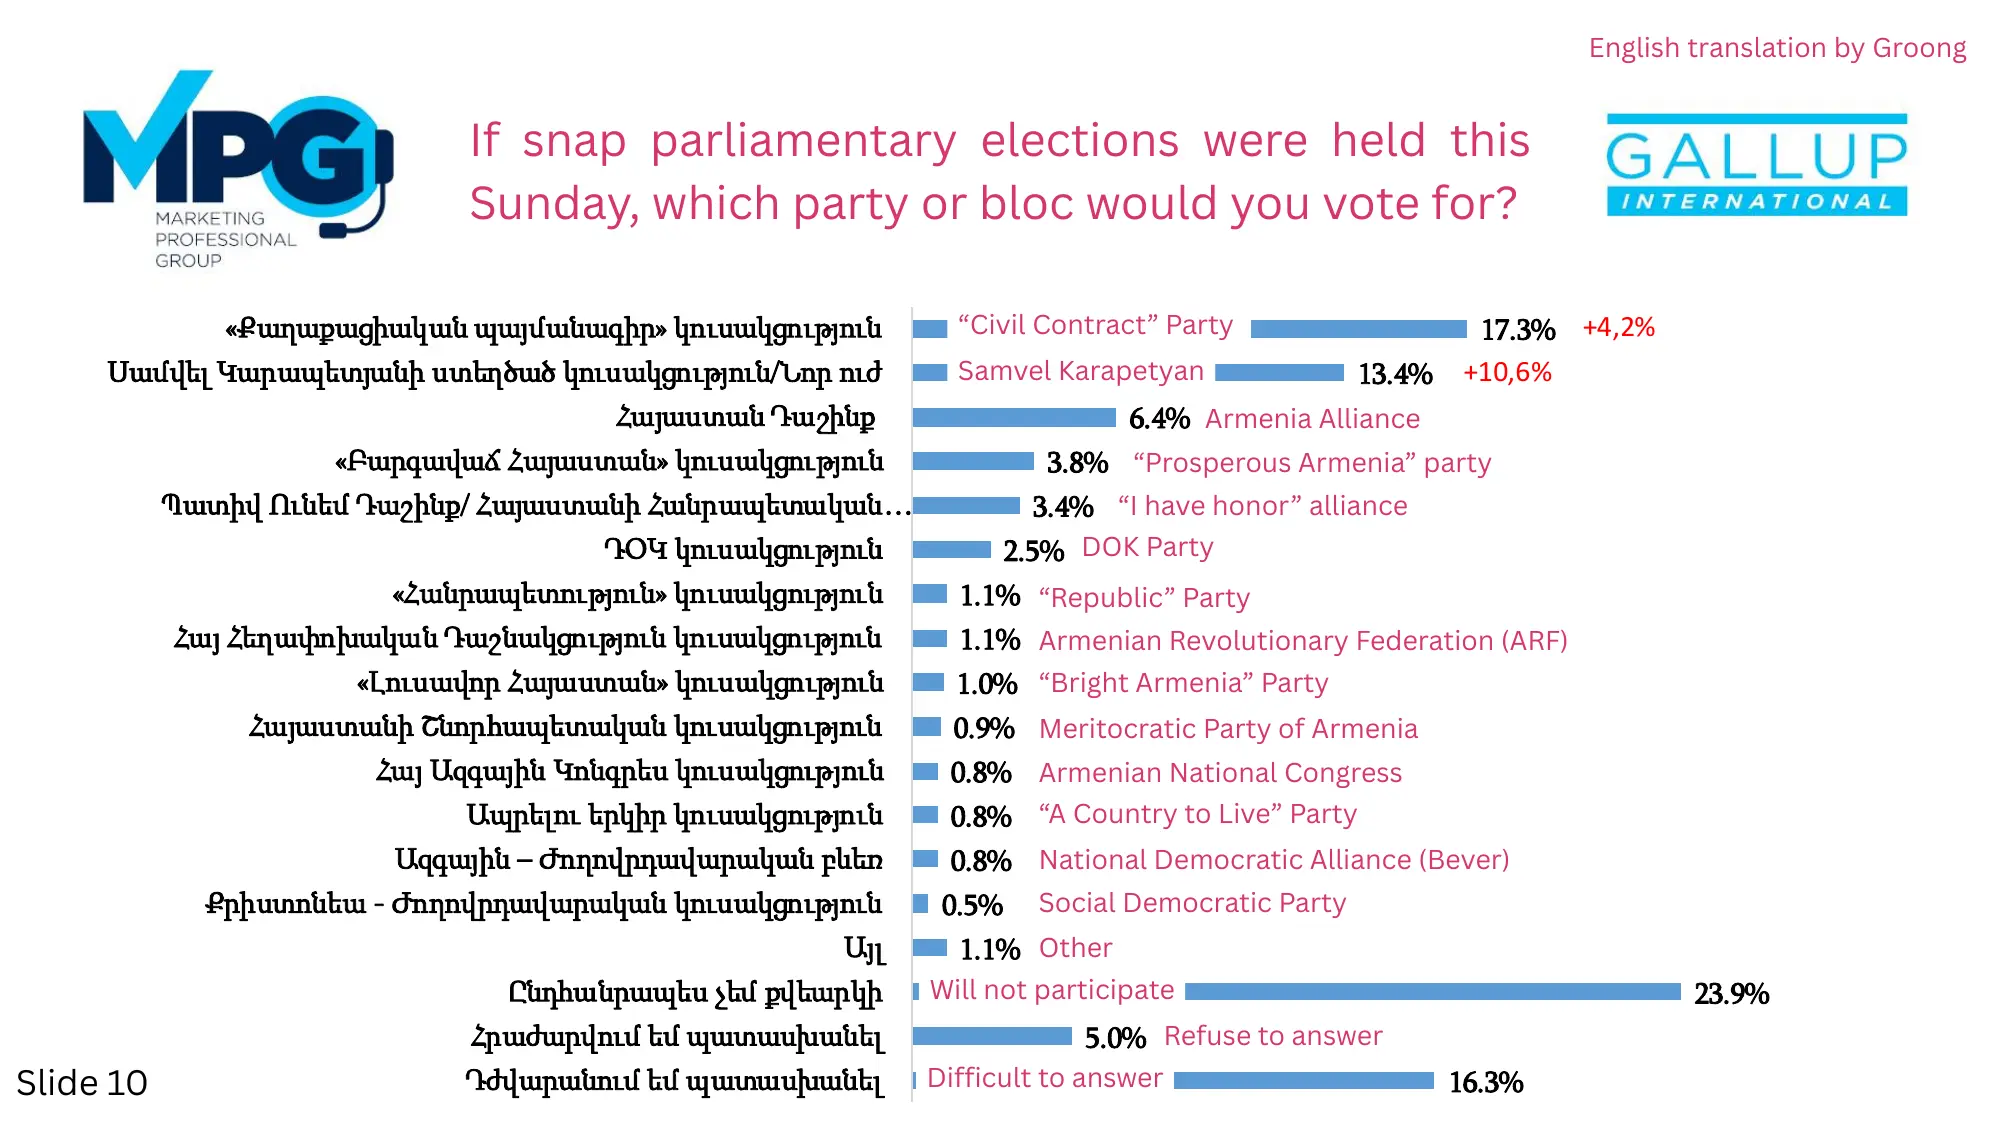 English translation by Groong
MPG
MARKETING
PROFESSIONAL
GROUP
If snap parliamentary elections were held this
Sunday, which party or bloc would you vote for?
GALLUP
INTERNATIONAL
«Քաղաքացիական պայմանագիր» կուսակցություն “Civil Contract” Party 17.3% +4,2%
Սամվել Կարապետյանի ստեղծած կուսակցություն/Նոր ուժ Samvel Karapetyan 13.4% +10,6%
Հայաստան Դաշինք 6.4% Armenia Alliance
«Բարգավաճ Հայաստան» կուսակցություն 3.8% “Prosperous Armenia” party
Պատիվ Ունեմ Դաշինք/ Հայաստանի Հանրապետական... 3.4% “I have honor” alliance
ԴՕԿ կուսակցություն 2.5% DOK Party
«Հանրապետություն» կուսակցություն 1.1% “Republic” Party
Հայ Հեղափոխական Դաշնակցություն կուսակցություն 1.1% Armenian Revolutionary Federation (ARF)
«Լուսավոր Հայաստան» կուսակցություն 1.0% “Bright Armenia” Party
Հայաստանի Շնորհապետական կուսակցություն 0.9% Meritocratic Party of Armenia
Հայ Ազգային Կոնգրես կուսակցություն 0.8% Armenian National Congress
Ապրելու երկիր կուսակցություն 0.8% “A Country to Live” Party
Ազգային – Ժողովրդավարական բևեռ 0.8% National Democratic Alliance (Bever)
Քրիստոնեա - Ժողովրդավարական կուսակցություն 0.5% Social Democratic Party
Այլ 1.1% Other
Ընդհանրապես չեմ քվեարկի Will not participate 23.9%
Հրաժարվում եմ պատասխանել 5.0% Refuse to answer
Դժվարանում եմ պատասխանել Difficult to answer 16.3%
Slide 10